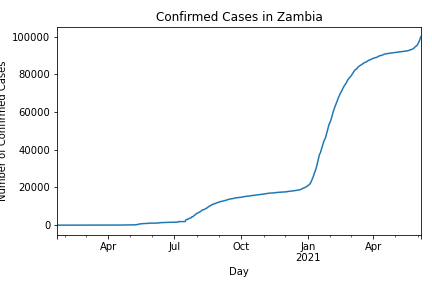 Confirmed Cases in Zambia
100000
80000
60000
40000
20000
0
Number of Confirmed Cases
Apr
Jul
Oct
Jan
2021
Apr
Day